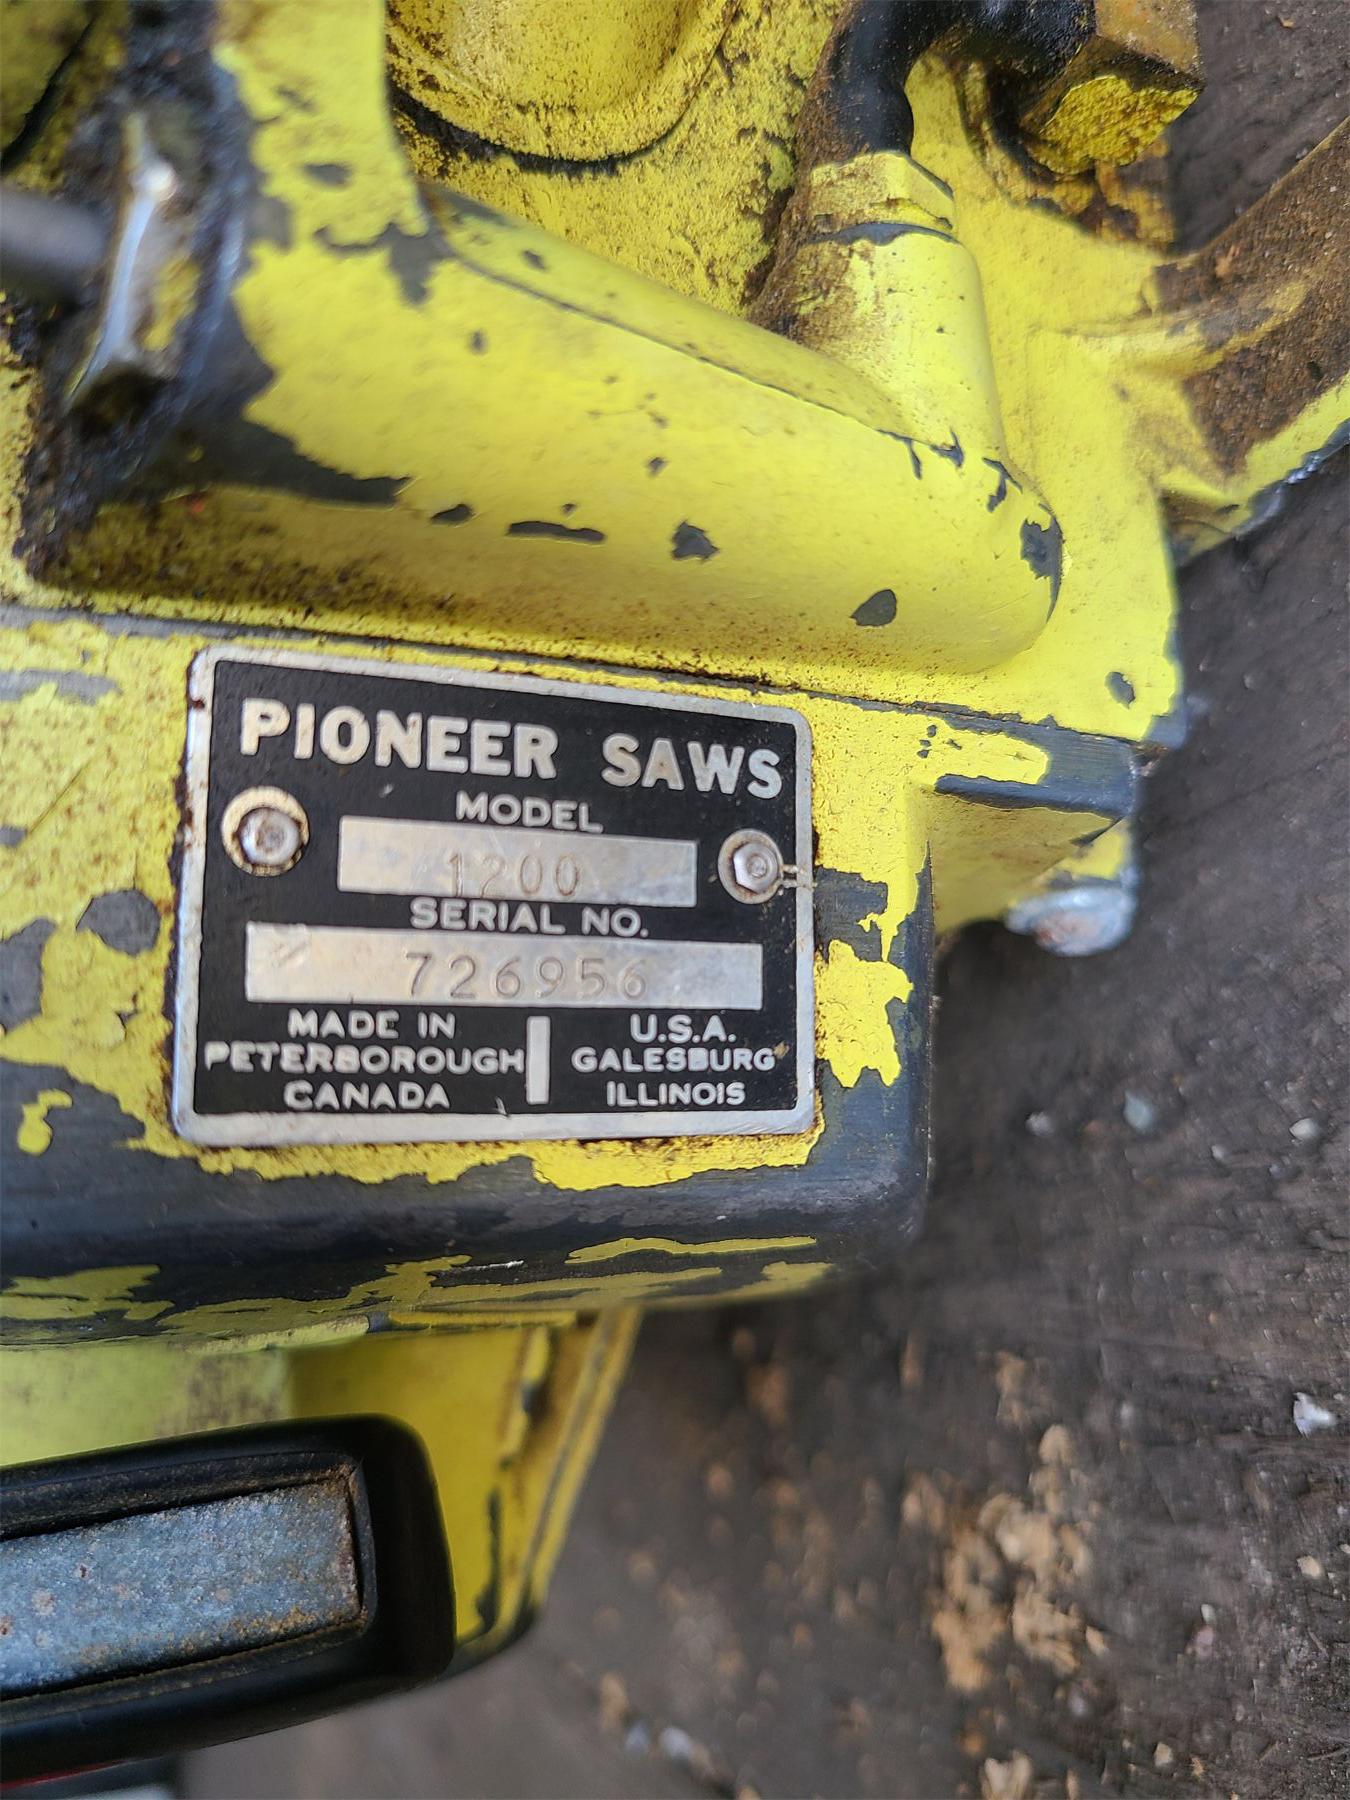 PIONEER SAWS
MODEL
1200
SERIAL NO.
726956
MADE IN
PETERBOROUGH
CANADA
U.S.A.
GALESBURG
ILLINOIS